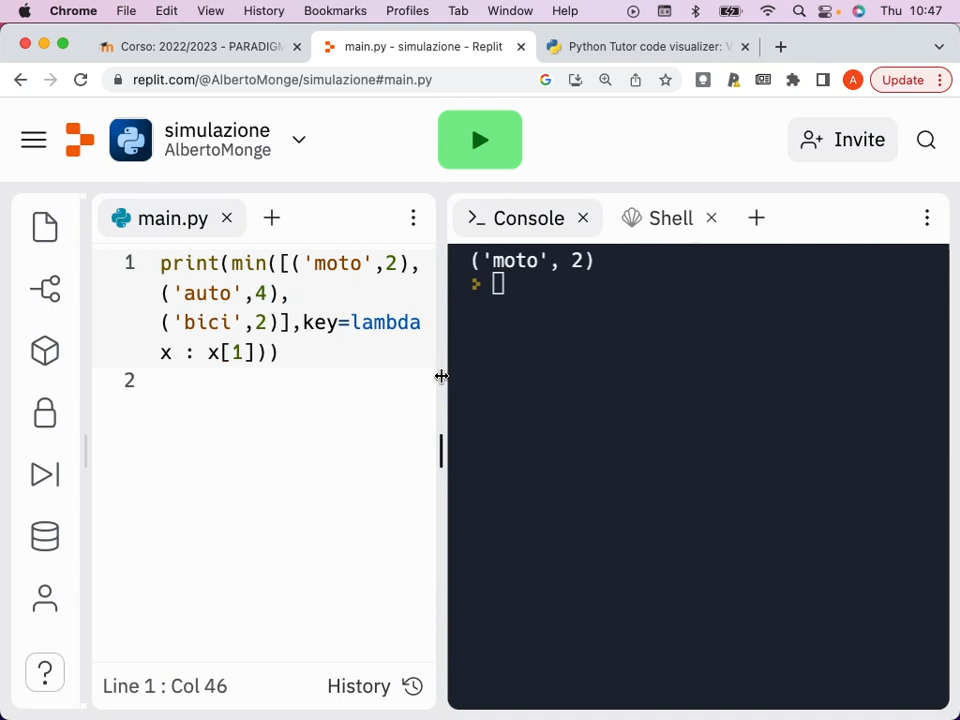 Chrome File Edit View History Bookmarks Profiles Tab Window Help Thu 10:47
Corso: 2022/2023 - PARADIGM
main.py - simulazione - Replit
Python Tutor code visualizer: V
replit.com/@AlbertoMonge/simulazione#main.py
A
Update
simulazione
AlbertoMonge
Invite
main.py
Console
Shell
1 print(min([('moto',2),
('auto',4),
('bici',2)],key=lambda
x : x[1]))
2
('moto', 2)
Line 1 : Col 46
History
?